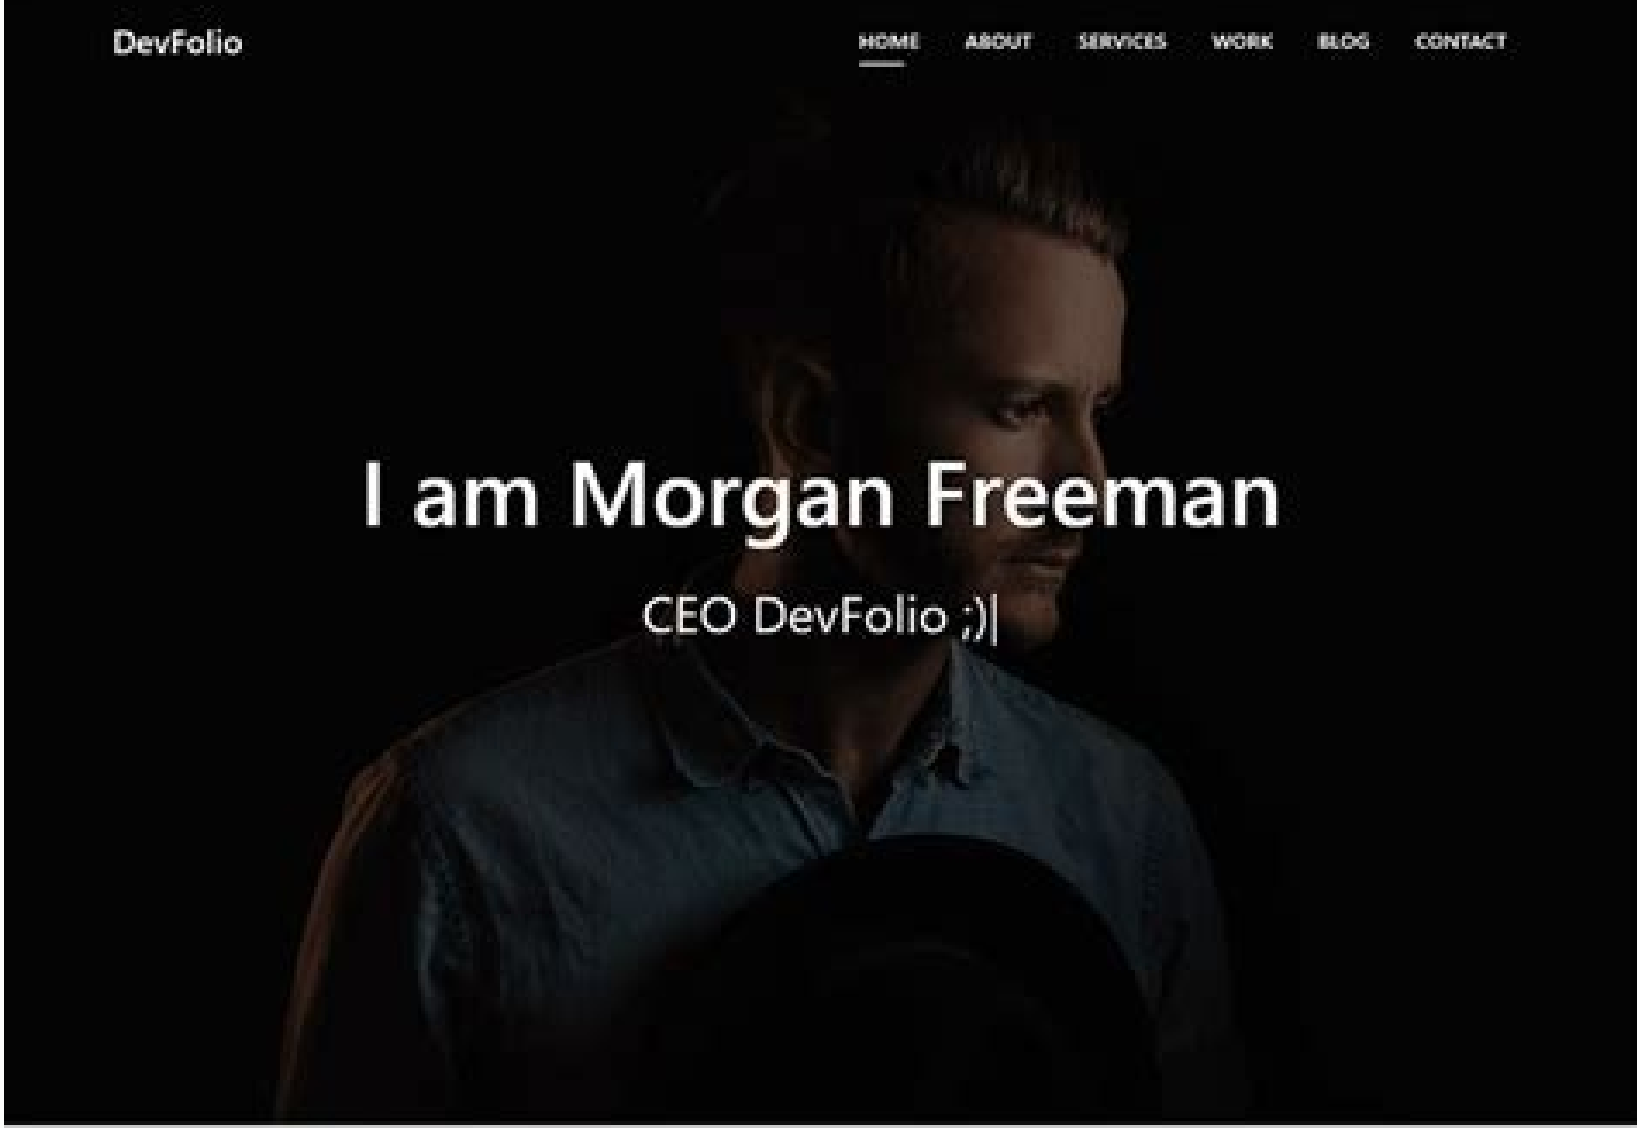 DevFolio
HOME ABOUT SERVICES WORK BLOG CONTACT
I am Morgan Freeman
CEO DevFolio ;)|